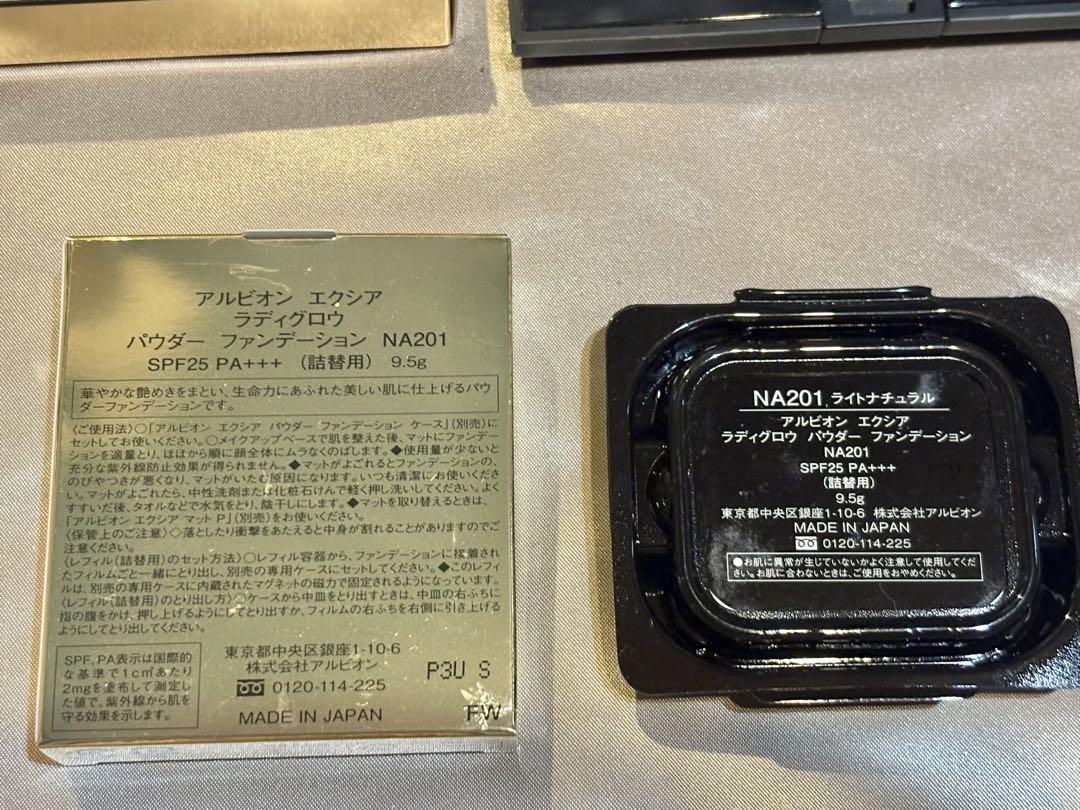 アルビオン エクシア
ラディグロウ
パウダー ファンデーション NA201
SPF25 PA+++ (詰替用) 9.5g
華やかな艶めきをまとい、生命力にあふれた美しい肌に仕上げるパウ
ダーファンデーションです。
〈ご使用法〉○「アルビオン エクシア パウダー ファンデーション ケース」(別売)に
セットしてお使いください。○メイクアップベースで肌を整えた後、マットにファンデー
ションを適量とり、ほほから順に顔全体にムラなくのばします。◆使用量が少ないと
充分な紫外線防止効果が得られません。◆マットがよごれるとファンデーションの、
のびやつきが悪くなり、マットがいたむ原因になります。いつも清潔にお使いくださ
い。マットがよごれたら、中性洗剤または化粧石けんで軽く押し洗いしてください。よく
すすいだ後、タオルなどで水気をとり、陰干しにします。◆マットを取り替えるときは、
「アルビオン エクシア マット P」(別売)をお使いください。
〈保管上のご注意〉◇落としたり衝撃をあたえると中身が割れることがありますのでご
注意ください。
〈レフィル(詰替用)のセット方法〉○レフィル容器から、ファンデーションに接着され
たフィルムごと一緒にとり出し、別売の専用ケースにセットしてください。◆このレフィ
ルは、別売の専用ケースに内蔵されたマグネットの磁力で固定されるようになっています。
〈レフィル(詰替用)のとり出し方〉○ケースから中皿をとり出すときは、中皿の右ふちに
指の腹をかけ、押し上げるようにしてとり出すか、フィルムの右ふちを右側に引き上げる
ようにしてとり出してください。
SPF、PA表示は国際的
な基準で1c㎡あたり
2mgを塗布して測定し
た値で、紫外線から肌を
守る効果を示します。
東京都中央区銀座1-10-6
株式会社アルビオン
0120-114-225
MADE IN JAPAN
P3U S
FW
NA201 ライトナチュラル
アルビオン エクシア
ラディグロウ パウダー ファンデーション
NA201
SPF25 PA+++
(詰替用)
9.5g
東京都中央区銀座1-10-6 株式会社アルビオン
MADE IN JAPAN
0120-114-225
●お肌に異常が生じていないかよく注意して使用してくだ
さい。お肌に合わないときは、ご使用をおやめください。